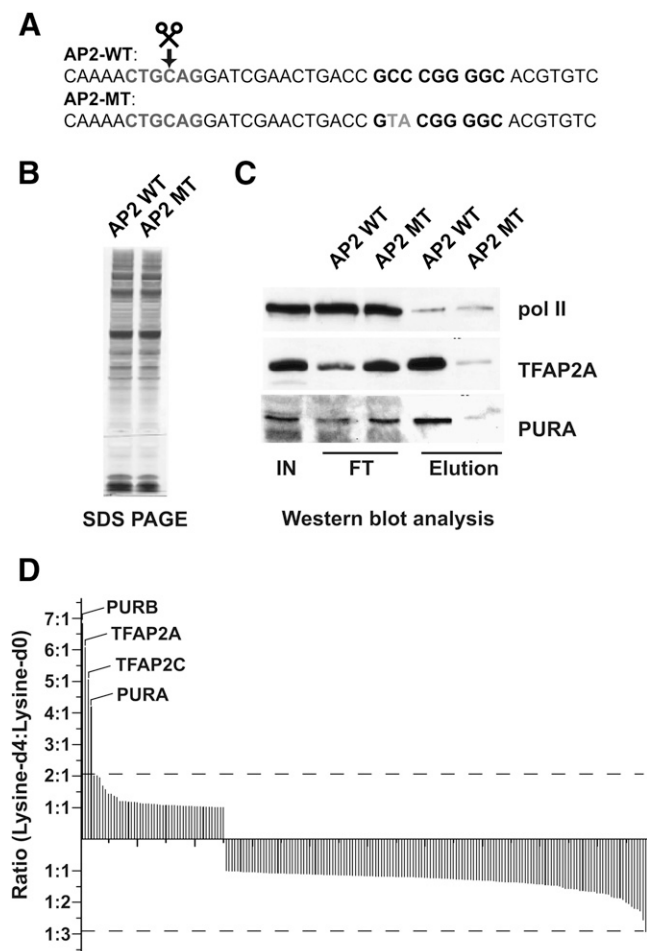 A
AP2-WT:
CAAAACTGCAGGATCGAACTGACC GCC CGG GGC ACGTGTC
AP2-MT:
CAAAACTGCAGGATCGAACTGACC GTA CGG GGC ACGTGTC
B
AP2 WT
AP2 MT
SDS PAGE
C
AP2 WT
AP2 MT
AP2 WT
AP2 MT
pol II
TFAP2A
PURA
IN
FT
Elution
Western blot analysis
D
Ratio (Lysine-d4:Lysine-d0)
7:1
6:1
5:1
4:1
3:1
2:1
1:1
1:1
1:2
1:3
PURB
TFAP2A
TFAP2C
PURA